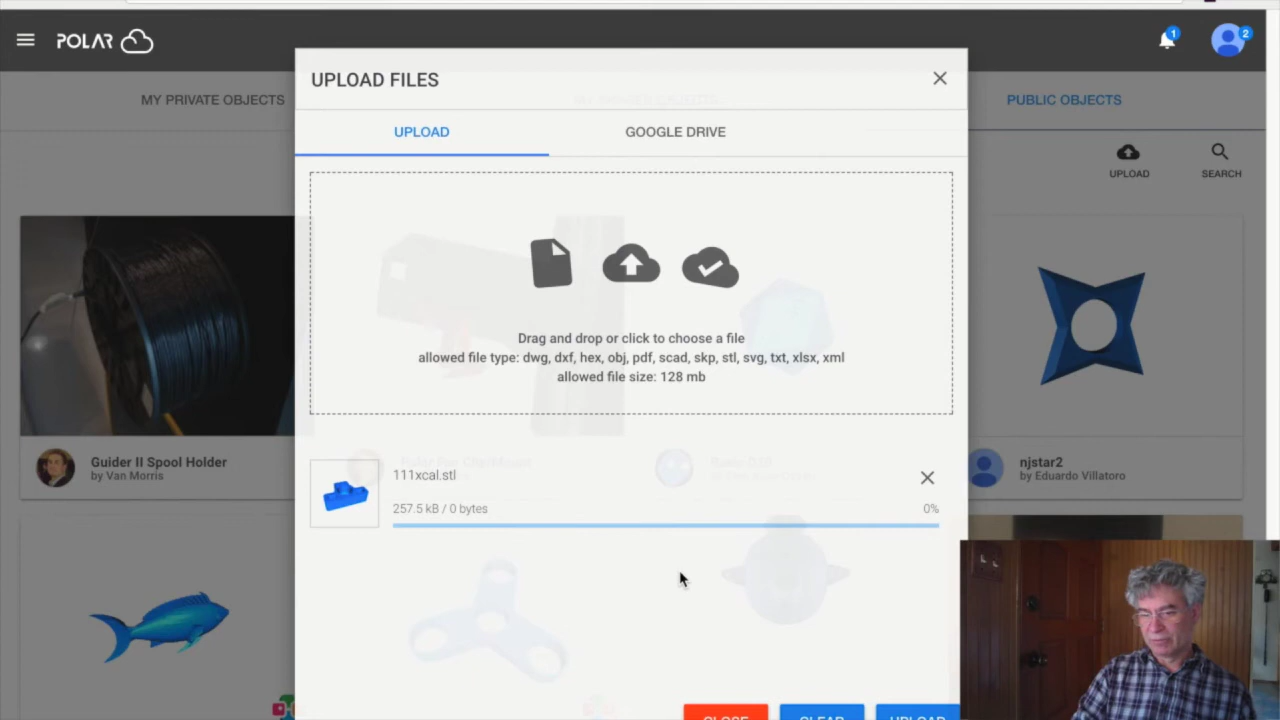 POLAR
1
2
UPLOAD FILES
MY PRIVATE OBJECTS
PUBLIC OBJECTS
UPLOAD
GOOGLE DRIVE
UPLOAD
SEARCH
Drag and drop or click to choose a file
allowed file type: dwg, dxf, hex, obj, pdf, scad, skp, stl, svg, txt, xlsx, xml
allowed file size: 128 mb
Guider II Spool Holder
by Van Morris
njstar2
by Eduardo Villatoro
111xcal.stl
257.5 kB / 0 bytes
0%
CLOSE
CLEAR
UPLOAD